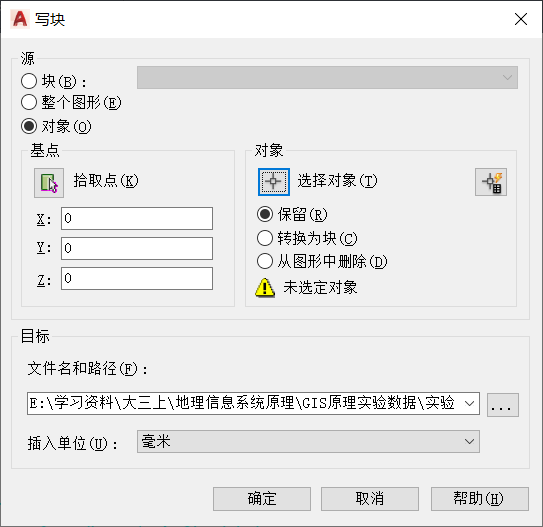 A 写块
源
块(B):
整个图形(E)
对象(O)
基点
拾取点(K)
X: 0
Y: 0
Z: 0
对象
选择对象(T)
保留(R)
转换为块(C)
从图形中删除(D)
未选定对象
目标
文件名和路径(F):
E:\学习资料\大三上\地理信息系统原理\GIS原理实验数据\实验
...
插入单位(U): 毫米
确定 取消 帮助(H)